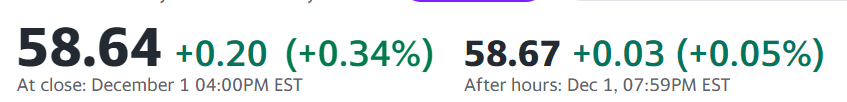 58.64 +0.20 (+0.34%) 58.67 +0.03 (+0.05%)
At close: December 1 04:00PM EST After hours: Dec 1, 07:59PM EST